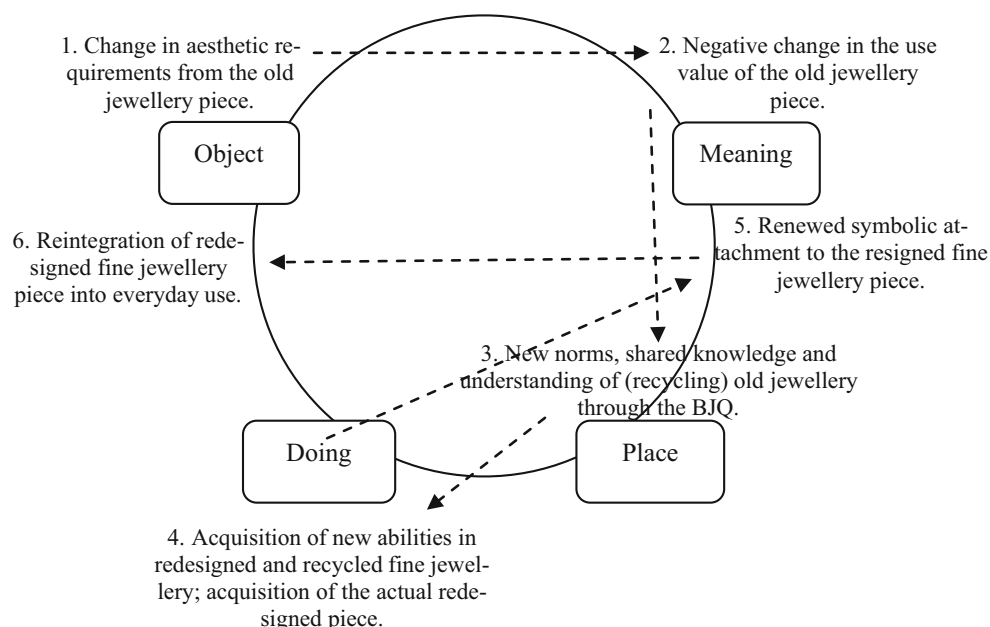 1. Change in aesthetic re-
quirements from the old
jewellery piece.
2. Negative change in the use
value of the old jewellery
piece.
Object
Meaning
6. Reintegration of rede-
signed fine jewellery
piece into everyday use.
5. Renewed symbolic at-
tachment to the resigned fine
jewellery piece.
3. New norms, shared knowledge and
understanding of (recycling) old jewellery
through the BJQ.
Doing
Place
4. Acquisition of new abilities in
redesigned and recycled fine jewel-
lery; acquisition of the actual rede-
signed piece.